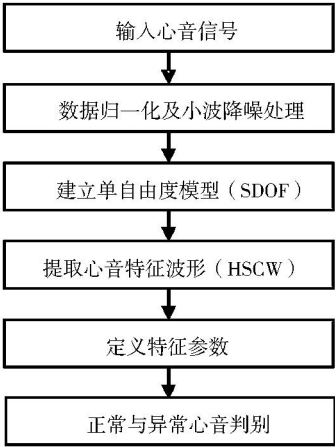 输入心音信号
数据归一化及小波降噪处理
建立单自由度模型（SDOF）
提取心音特征波形（HSCW）
定义特征参数
正常与异常心音判别